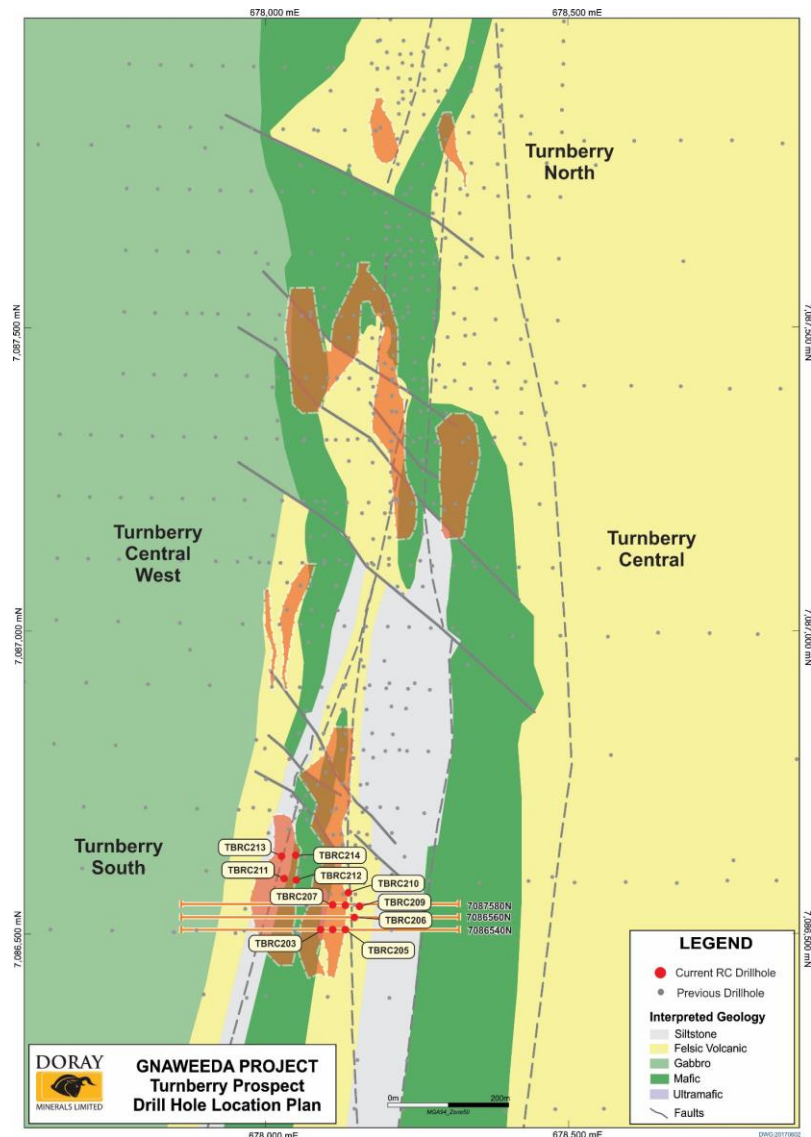 678,000 mE
678,500 mE
Turnberry
North
7,087,500 mN
7,087,500 mN
Turnberry
Central
West
Turnberry
Central
7,087,000 mN
7,087,000 mN
Turnberry
South
TBRC213
TBRC214
TBRC211
TBRC212
TBRC210
TBRC207
TBRC209
7087580N
TBRC206
7086560N
7086540N
TBRC203
TBRC205
7,086,500 mN
7,086,500 mN
LEGEND
Current RC Drillhole
Previous Drillhole
Interpreted Geology
Siltstone
Felsic Volcanic
Gabbro
Mafic
Ultramafic
Faults
DORAY
MINERALS LIMITED
GNAWEEDA PROJECT
Turnberry Prospect
Drill Hole Location Plan
0m
200m
MGA94_Zone50
678,000 mE
678,500 mE
DWG:20170602